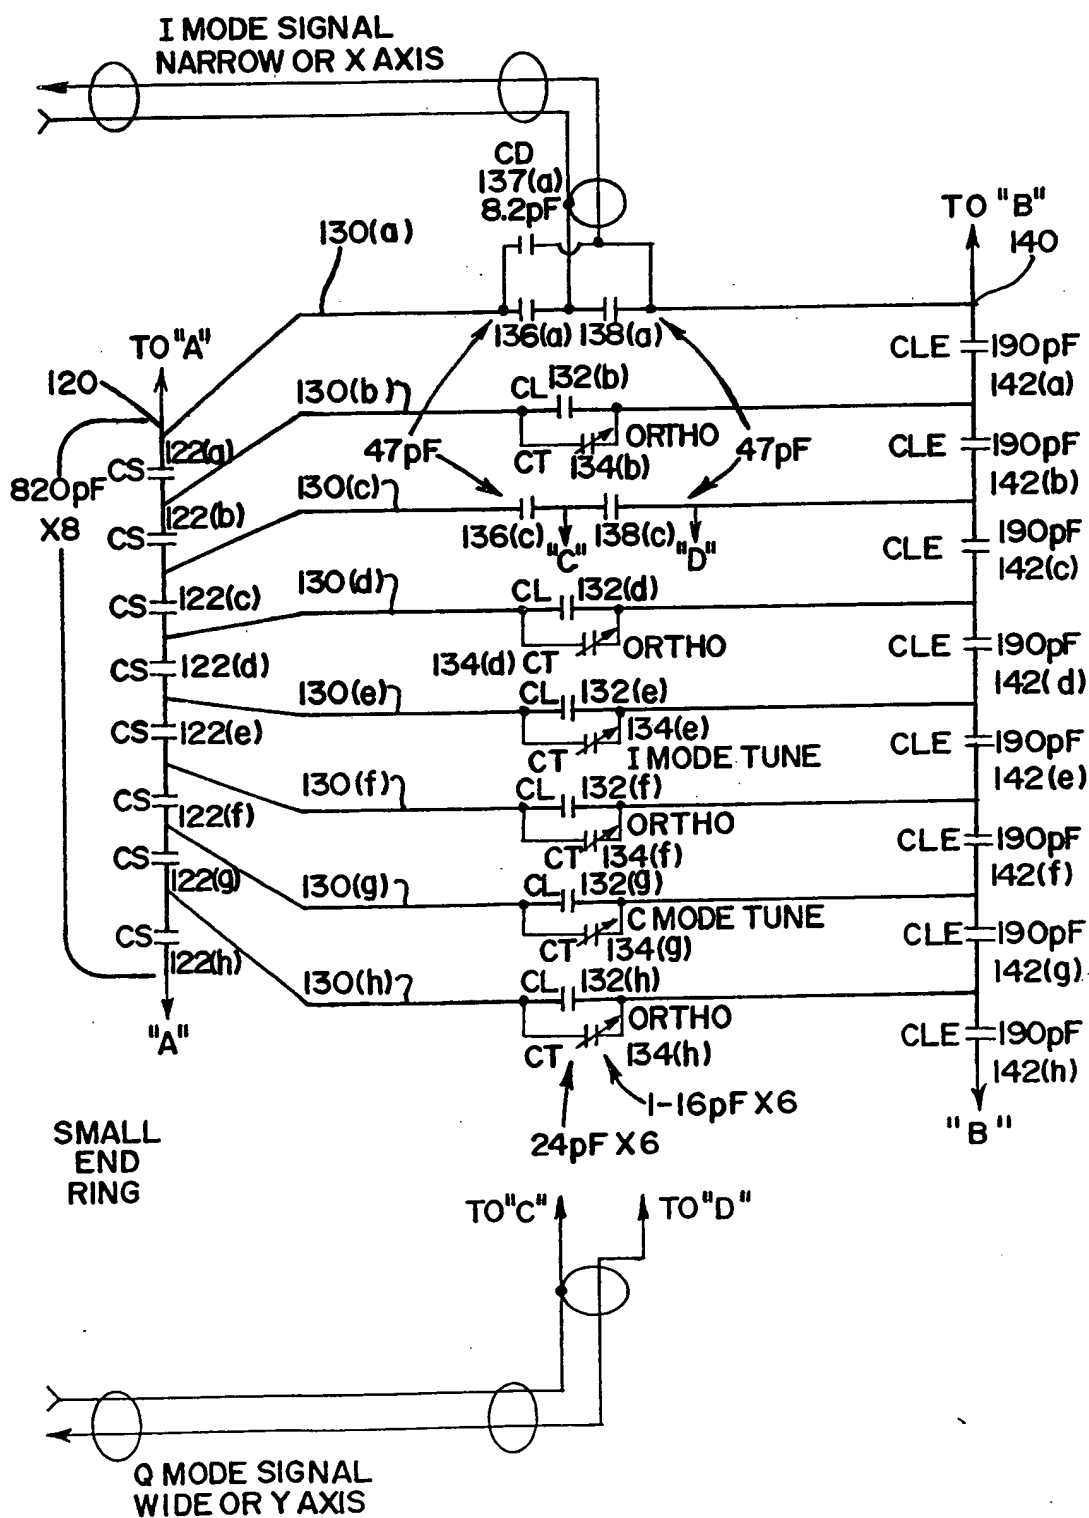 I MODE SIGNAL
NARROW OR X AXIS
CD
137(a)
8.2pF
TO "B"
140
130(a)
136(a) 138(a)
TO "A"
CLE 190pF
142(a)
120
130(b)
CL 132(b)
ORTHO
CT 134(b)
47pF
47pF
122(a)
CS
CLE 190pF
142(b)
820pF
X8
130(c)
136(c) "C" 138(c) "D"
122(b)
CS
CLE 190pF
142(c)
130(d)
CL 132(d)
ORTHO
134(d) CT
CS 122(c)
CLE 190pF
142(d)
CS 122(d)
130(e)
CL 132(e)
134(e)
CT I MODE TUNE
CS 122(e)
CLE 190pF
142(e)
130(f)
CL 132(f)
ORTHO
CT 134(f)
CS
122(f)
CLE 190pF
142(f)
CS
122(g)
130(g)
CL 132(g)
C MODE TUNE
CT 134(g)
CS
122(h)
CLE 190pF
142(g)
130(h)
CL 132(h)
ORTHO
CT 134(h)
CLE 190pF
142(h)
"A"
1-16pF X6
24pF X6
"B"
SMALL
END
RING
TO "C" TO "D"
Q MODE SIGNAL
WIDE OR Y AXIS